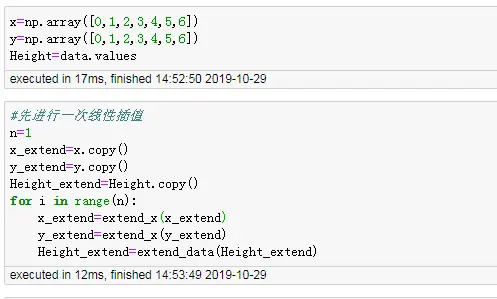 x=np.array([0,1,2,3,4,5,6])
y=np.array([0,1,2,3,4,5,6])
Height=data.values
executed in 17ms, finished 14:52:50 2019-10-29
#先进行一次线性插值
n=1
x_extend=x.copy()
y_extend=y.copy()
Height_extend=Height.copy()
for i in range(n):
    x_extend=extend_x(x_extend)
    y_extend=extend_x(y_extend)
    Height_extend=extend_data(Height_extend)
executed in 12ms, finished 14:53:49 2019-10-29